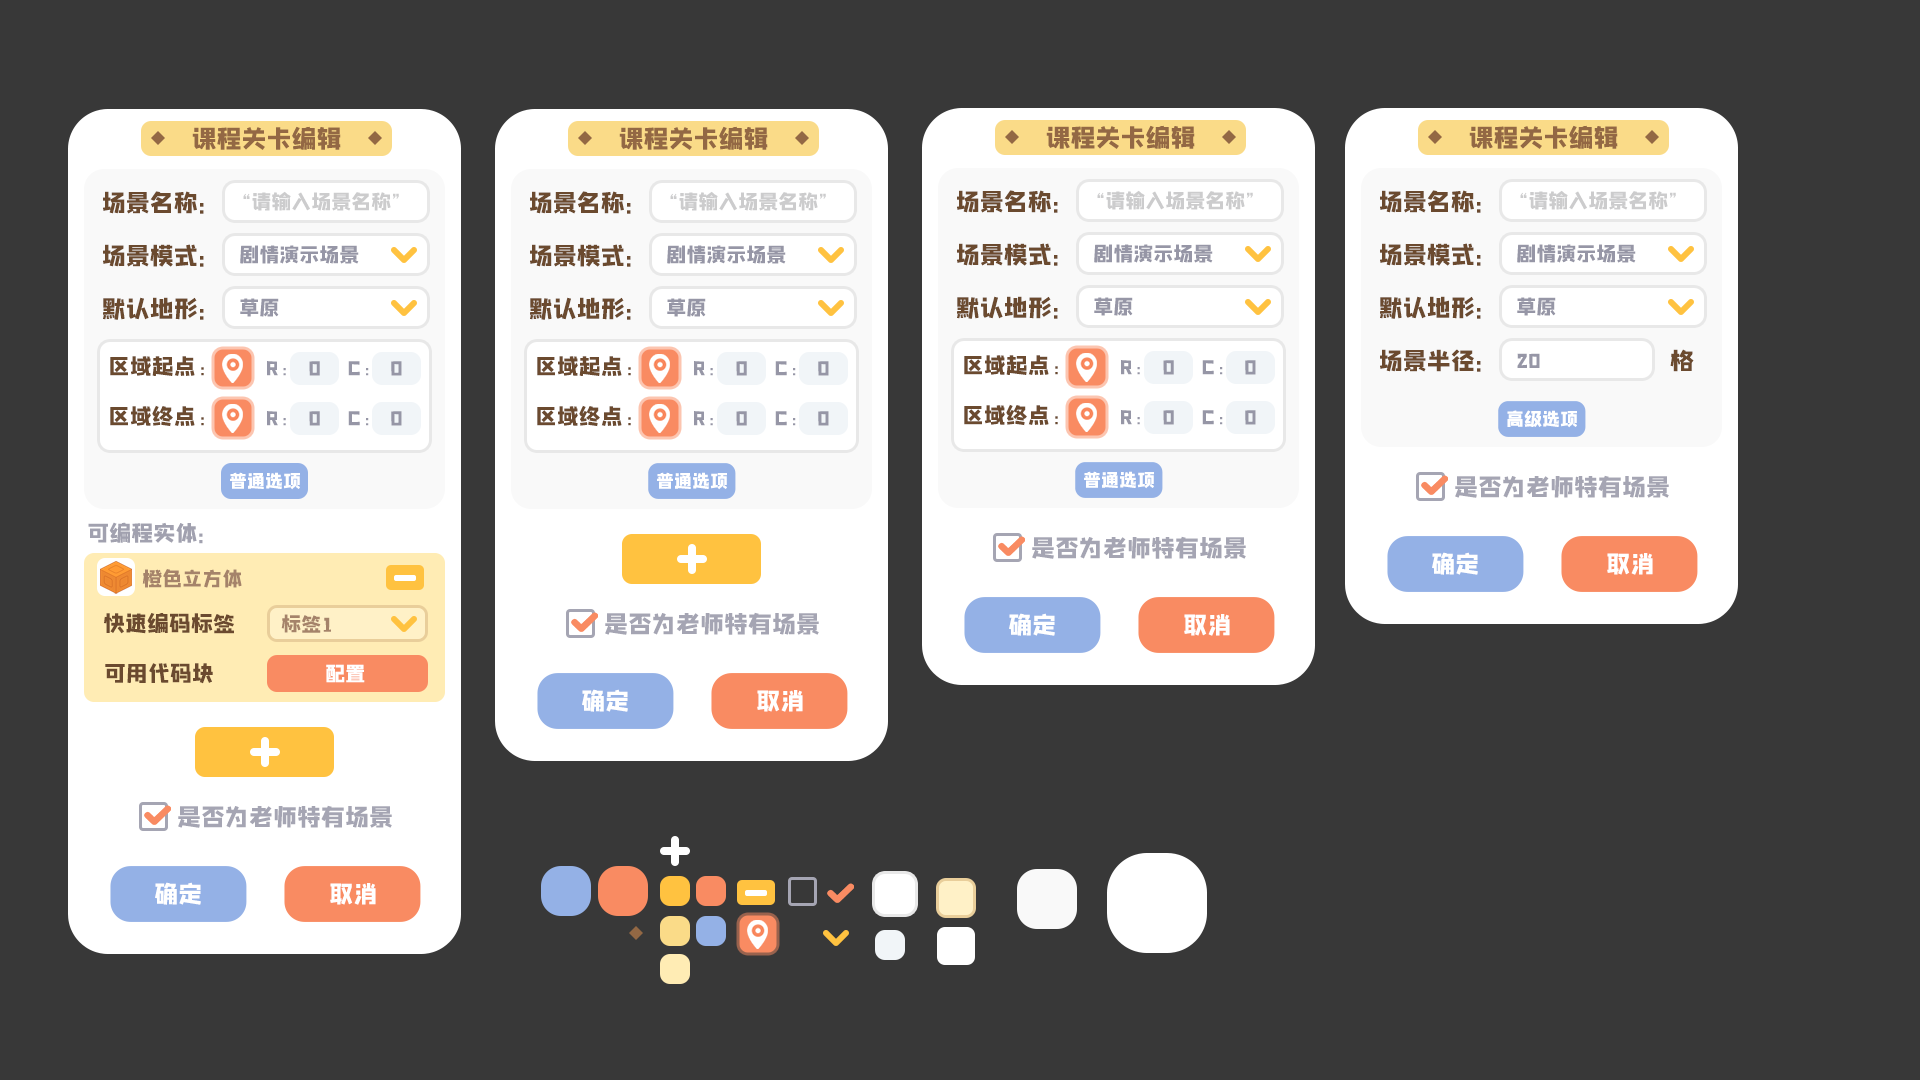 课程关卡编辑
场景名称:
“请输入场景名称”
场景模式:
剧情演示场景
默认地形:
草原
区域起点:
R: 0 C: 0
区域终点:
R: 0 C: 0
普通选项
可编程实体:
橙色立方体
快速编码标签
标签1
可用代码块
配置
是否为老师特有场景
确定
取消
课程关卡编辑
场景名称:
“请输入场景名称”
场景模式:
剧情演示场景
默认地形:
草原
区域起点:
R: 0 C: 0
区域终点:
R: 0 C: 0
普通选项
是否为老师特有场景
确定
取消
课程关卡编辑
场景名称:
“请输入场景名称”
场景模式:
剧情演示场景
默认地形:
草原
区域起点:
R: 0 C: 0
区域终点:
R: 0 C: 0
普通选项
是否为老师特有场景
确定
取消
课程关卡编辑
场景名称:
“请输入场景名称”
场景模式:
剧情演示场景
默认地形:
草原
场景半径:
20
格
高级选项
是否为老师特有场景
确定
取消